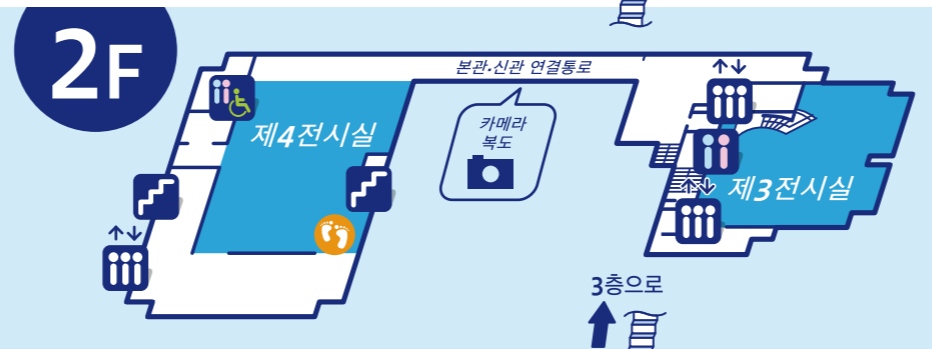 2F
본관·신관 연결통로
카메라
복도
제4전시실
제3전시실
3층으로